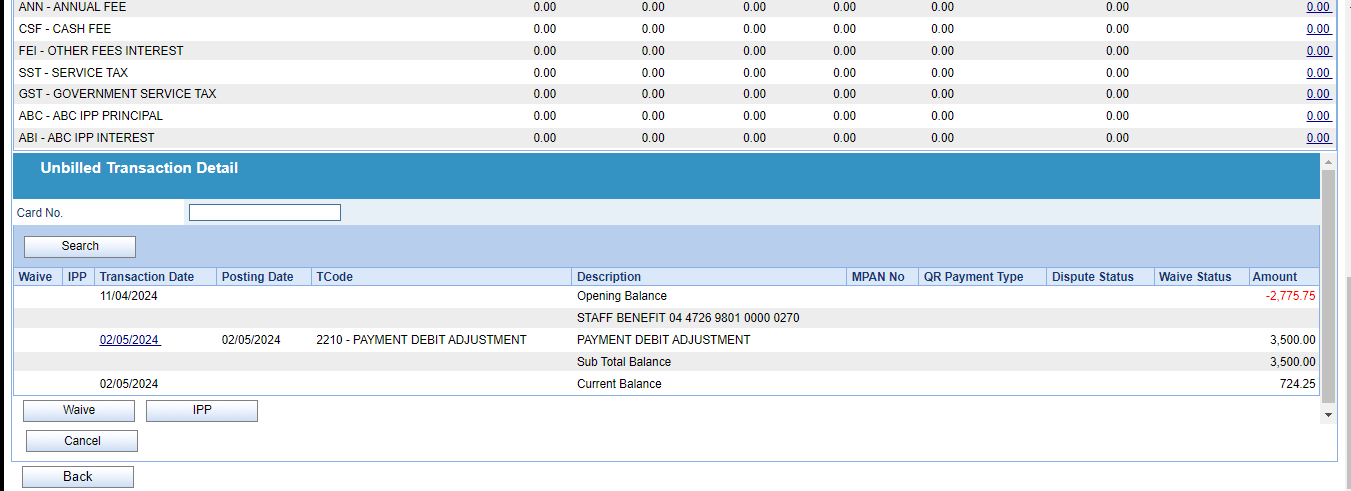 ANN - ANNUAL FEE 0.00 0.00 0.00 0.00 0.00 0.00 0.00
CSF - CASH FEE 0.00 0.00 0.00 0.00 0.00 0.00 0.00
FEI - OTHER FEES INTEREST 0.00 0.00 0.00 0.00 0.00 0.00 0.00
SST - SERVICE TAX 0.00 0.00 0.00 0.00 0.00 0.00 0.00
GST - GOVERNMENT SERVICE TAX 0.00 0.00 0.00 0.00 0.00 0.00 0.00
ABC - ABC IPP PRINCIPAL 0.00 0.00 0.00 0.00 0.00 0.00 0.00
ABI - ABC IPP INTEREST 0.00 0.00 0.00 0.00 0.00 0.00 0.00
Unbilled Transaction Detail
Card No.
Search
Waive IPP Transaction Date Posting Date TCode Description MPAN No QR Payment Type Dispute Status Waive Status Amount
11/04/2024 Opening Balance -2,775.75
STAFF BENEFIT 04 4726 9801 0000 0270
02/05/2024 02/05/2024 2210 - PAYMENT DEBIT ADJUSTMENT PAYMENT DEBIT ADJUSTMENT 3,500.00
Sub Total Balance 3,500.00
02/05/2024 Current Balance 724.25
Waive IPP
Cancel
Back